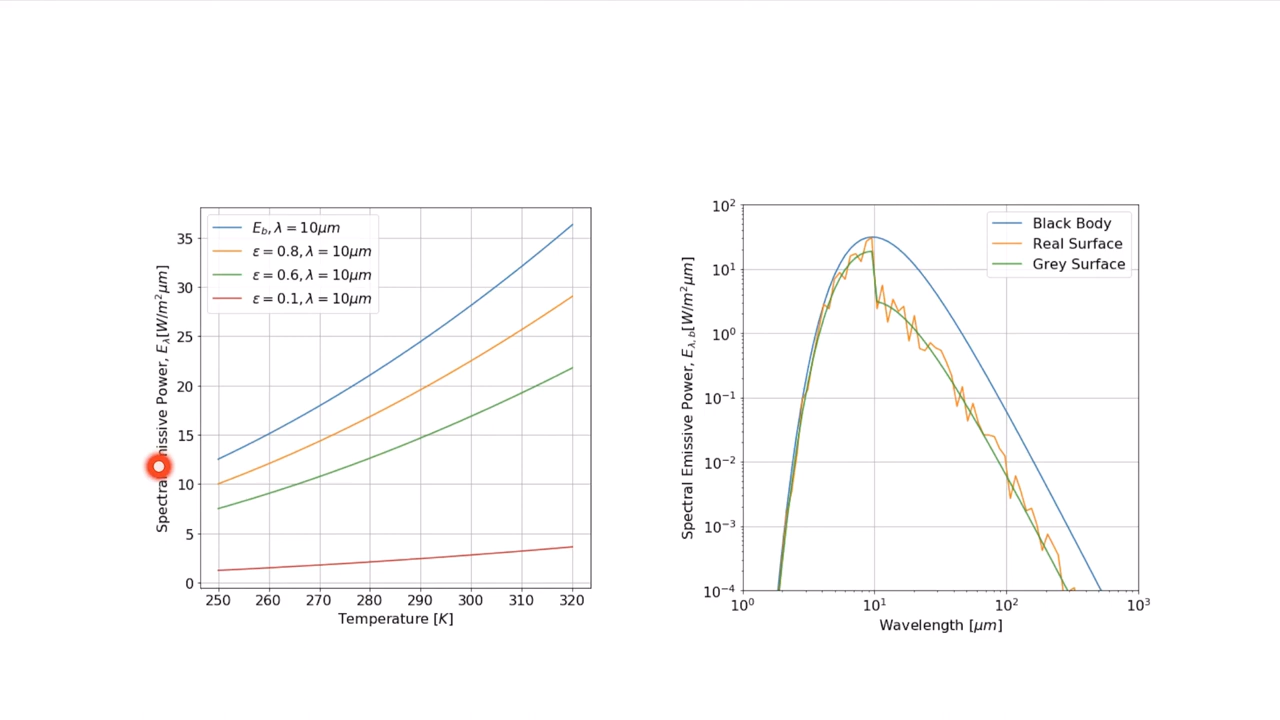 E_b, λ = 10μm
ε = 0.8, λ = 10μm
ε = 0.6, λ = 10μm
ε = 0.1, λ = 10μm
35
30
25
20
15
10
5
0
250 260 270 280 290 300 310 320
Temperature [K]
Spectral Emissive Power, E_λ[W/m²μm]
Black Body
Real Surface
Grey Surface
10²
10¹
10⁰
10⁻¹
10⁻²
10⁻³
10⁻⁴
10⁰ 10¹ 10² 10³
Wavelength [μm]
Spectral Emissive Power, E_λ,b[W/m²μm]